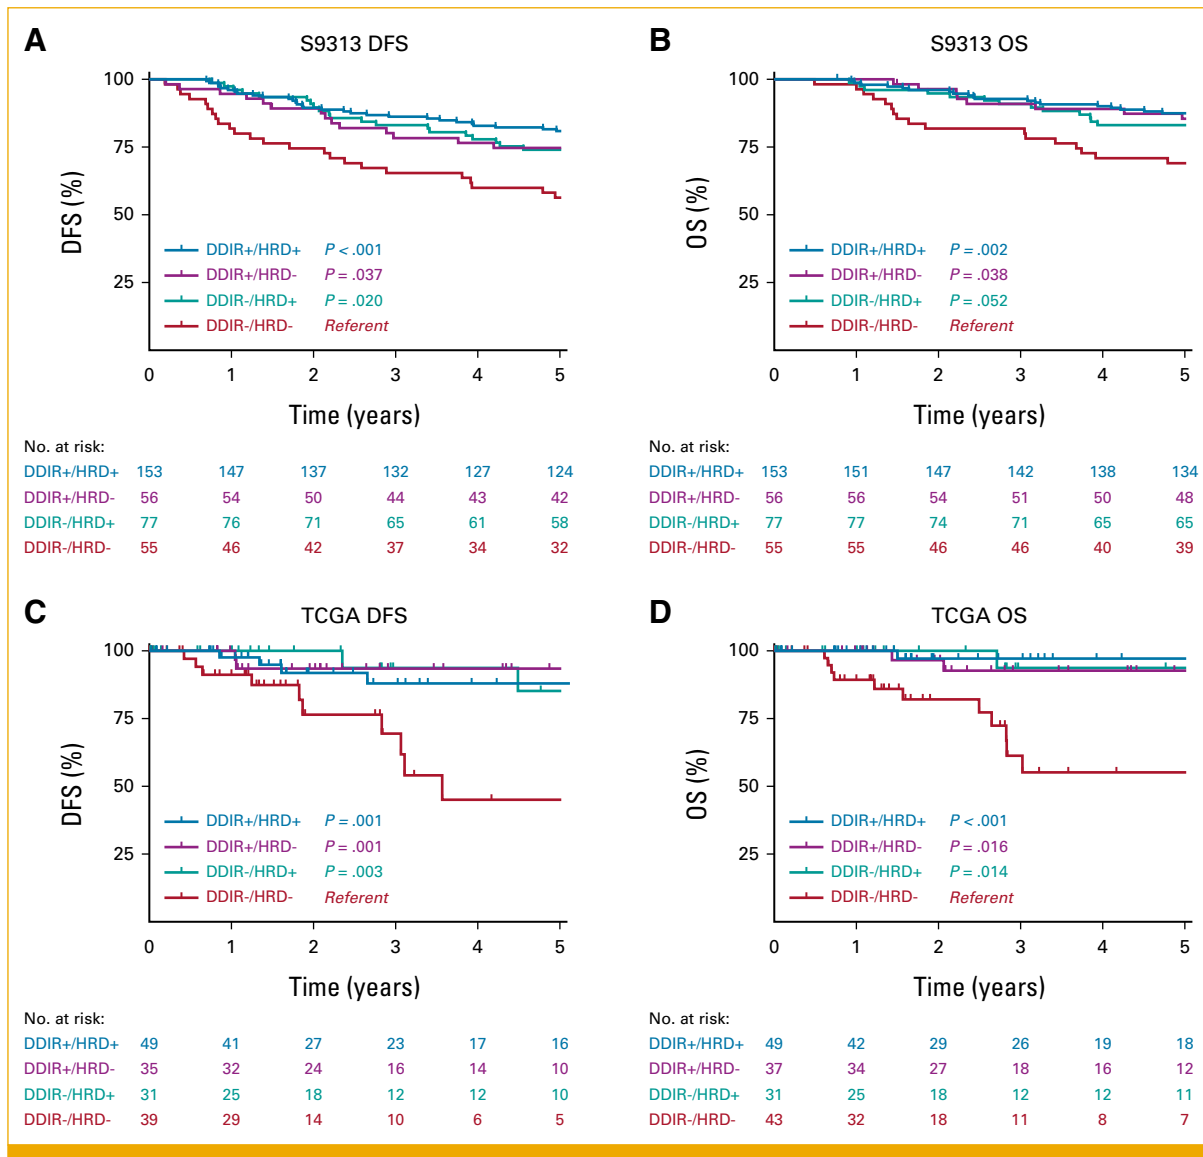 A
S9313 DFS
100
75
50
25
DFS (%)
DDIR+/HRD+ P < .001
DDIR+/HRD- P = .037
DDIR-/HRD+ P = .020
DDIR-/HRD- Referent
0 1 2 3 4 5
Time (years)
No. at risk:
DDIR+/HRD+ 153 147 137 132 127 124
DDIR+/HRD- 56 54 50 44 43 42
DDIR-/HRD+ 77 76 71 65 61 58
DDIR-/HRD- 55 46 42 37 34 32
B
S9313 OS
100
75
50
25
OS (%)
DDIR+/HRD+ P = .002
DDIR+/HRD- P = .038
DDIR-/HRD+ P = .052
DDIR-/HRD- Referent
0 1 2 3 4 5
Time (years)
No. at risk:
DDIR+/HRD+ 153 151 147 142 138 134
DDIR+/HRD- 56 56 54 51 50 48
DDIR-/HRD+ 77 77 74 71 65 65
DDIR-/HRD- 55 55 46 46 40 39
C
TCGA DFS
100
75
50
25
DFS (%)
DDIR+/HRD+ P = .001
DDIR+/HRD- P = .001
DDIR-/HRD+ P = .003
DDIR-/HRD- Referent
0 1 2 3 4 5
Time (years)
No. at risk:
DDIR+/HRD+ 49 41 27 23 17 16
DDIR+/HRD- 35 32 24 16 14 10
DDIR-/HRD+ 31 25 18 12 12 10
DDIR-/HRD- 39 29 14 10 6 5
D
TCGA OS
100
75
50
25
OS (%)
DDIR+/HRD+ P < .001
DDIR+/HRD- P = .016
DDIR-/HRD+ P = .014
DDIR-/HRD- Referent
0 1 2 3 4 5
Time (years)
No. at risk:
DDIR+/HRD+ 49 42 29 26 19 18
DDIR+/HRD- 37 34 27 18 16 12
DDIR-/HRD+ 31 25 18 12 12 11
DDIR-/HRD- 43 32 18 11 8 7